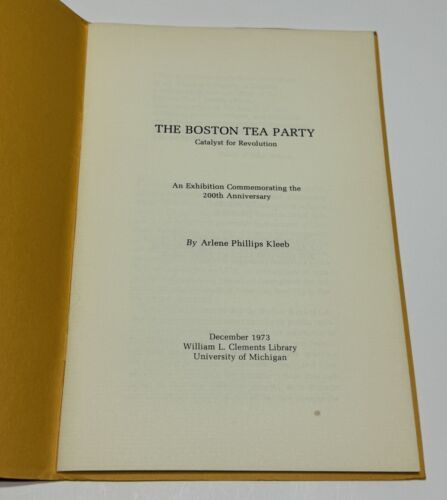 THE BOSTON TEA PARTY
Catalyst for Revolution
An Exhibition Commemorating the
200th Anniversary
By Arlene Phillips Kleeb
December 1973
William L. Clements Library
University of Michigan